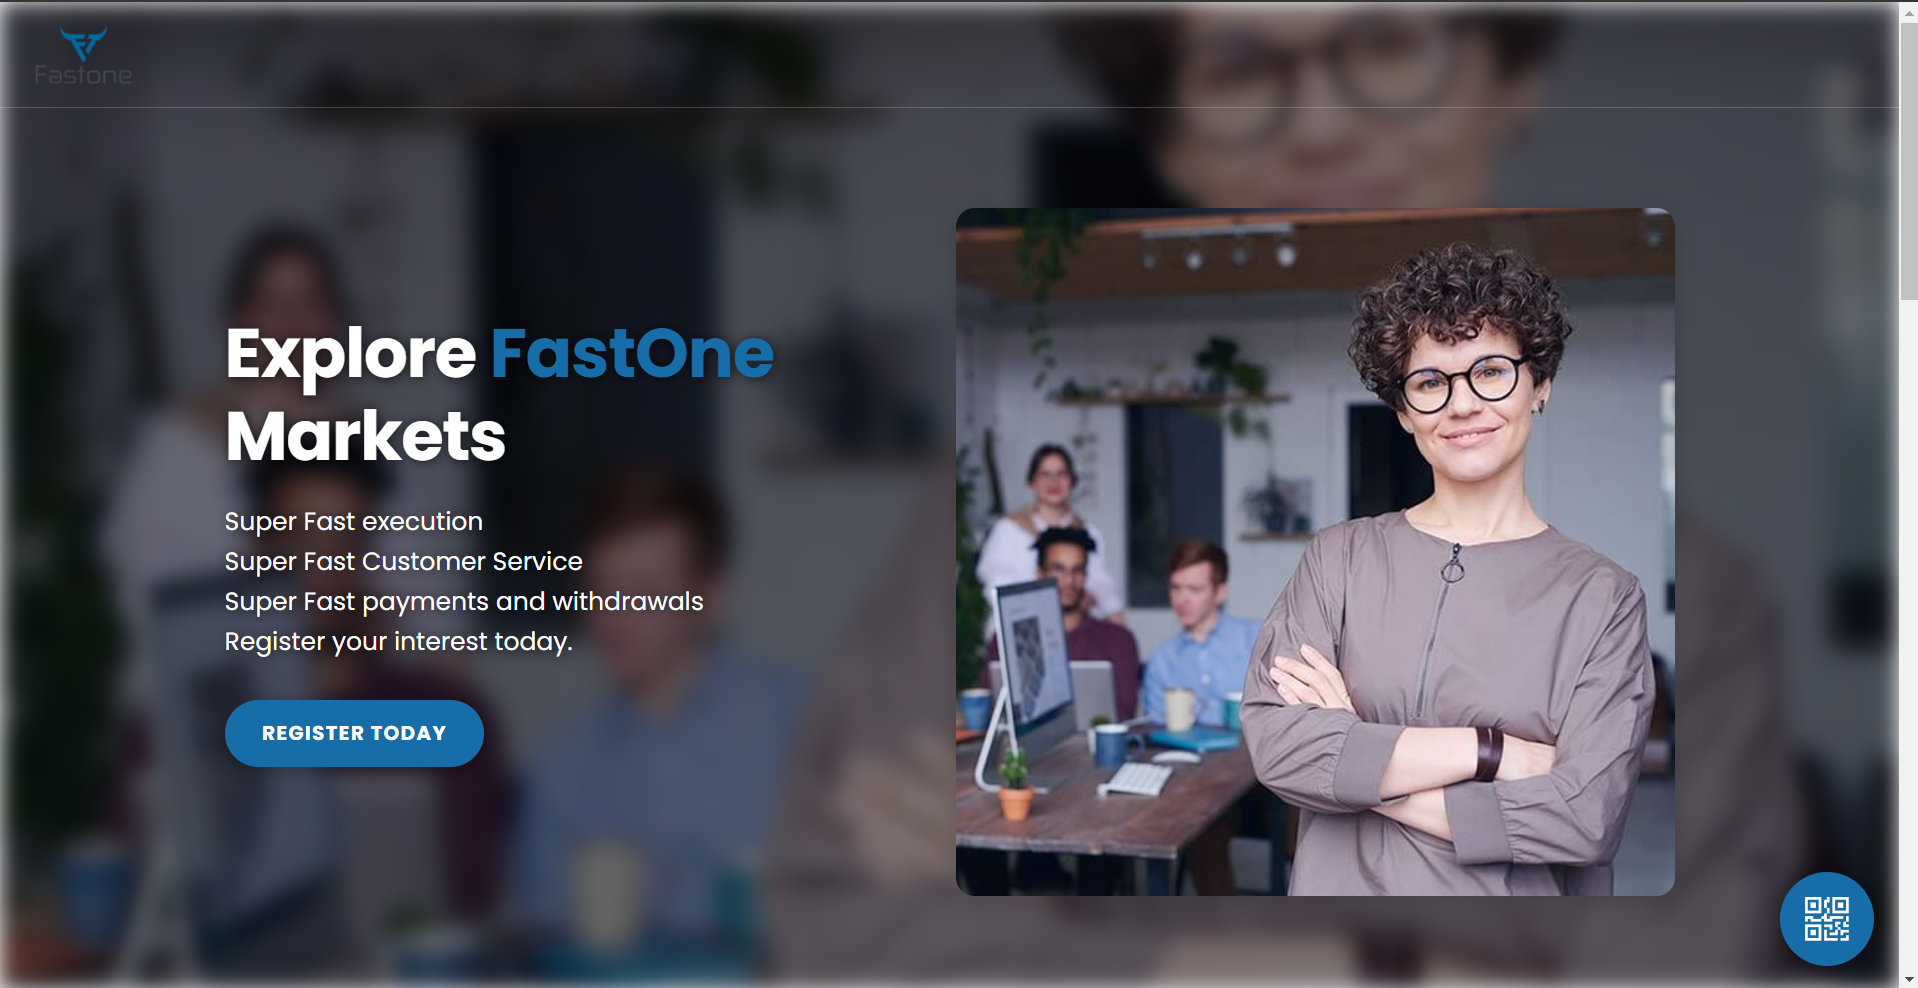 Fastone
Explore FastOne
Markets
Super Fast execution
Super Fast Customer Service
Super Fast payments and withdrawals
Register your interest today.
REGISTER TODAY